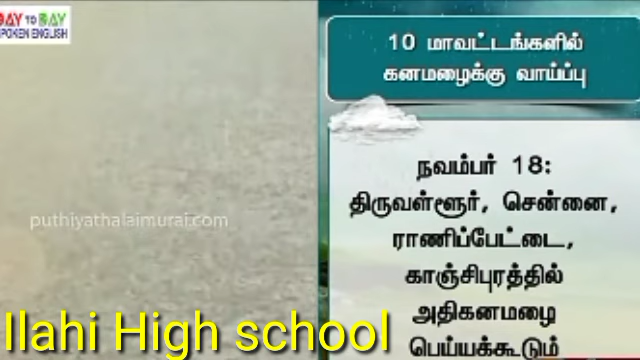 DAY TO DAY
SPOKEN ENGLISH
10 மாவட்டங்களில்
கனமழைக்கு வாய்ப்பு
நவம்பர் 18:
திருவள்ளூர், சென்னை,
ராணிப்பேட்டை,
காஞ்சிபுரத்தில்
அதிகனமழை
பெய்யக்கூடும்
puthiyathalaimurai.com
Ilahi High school